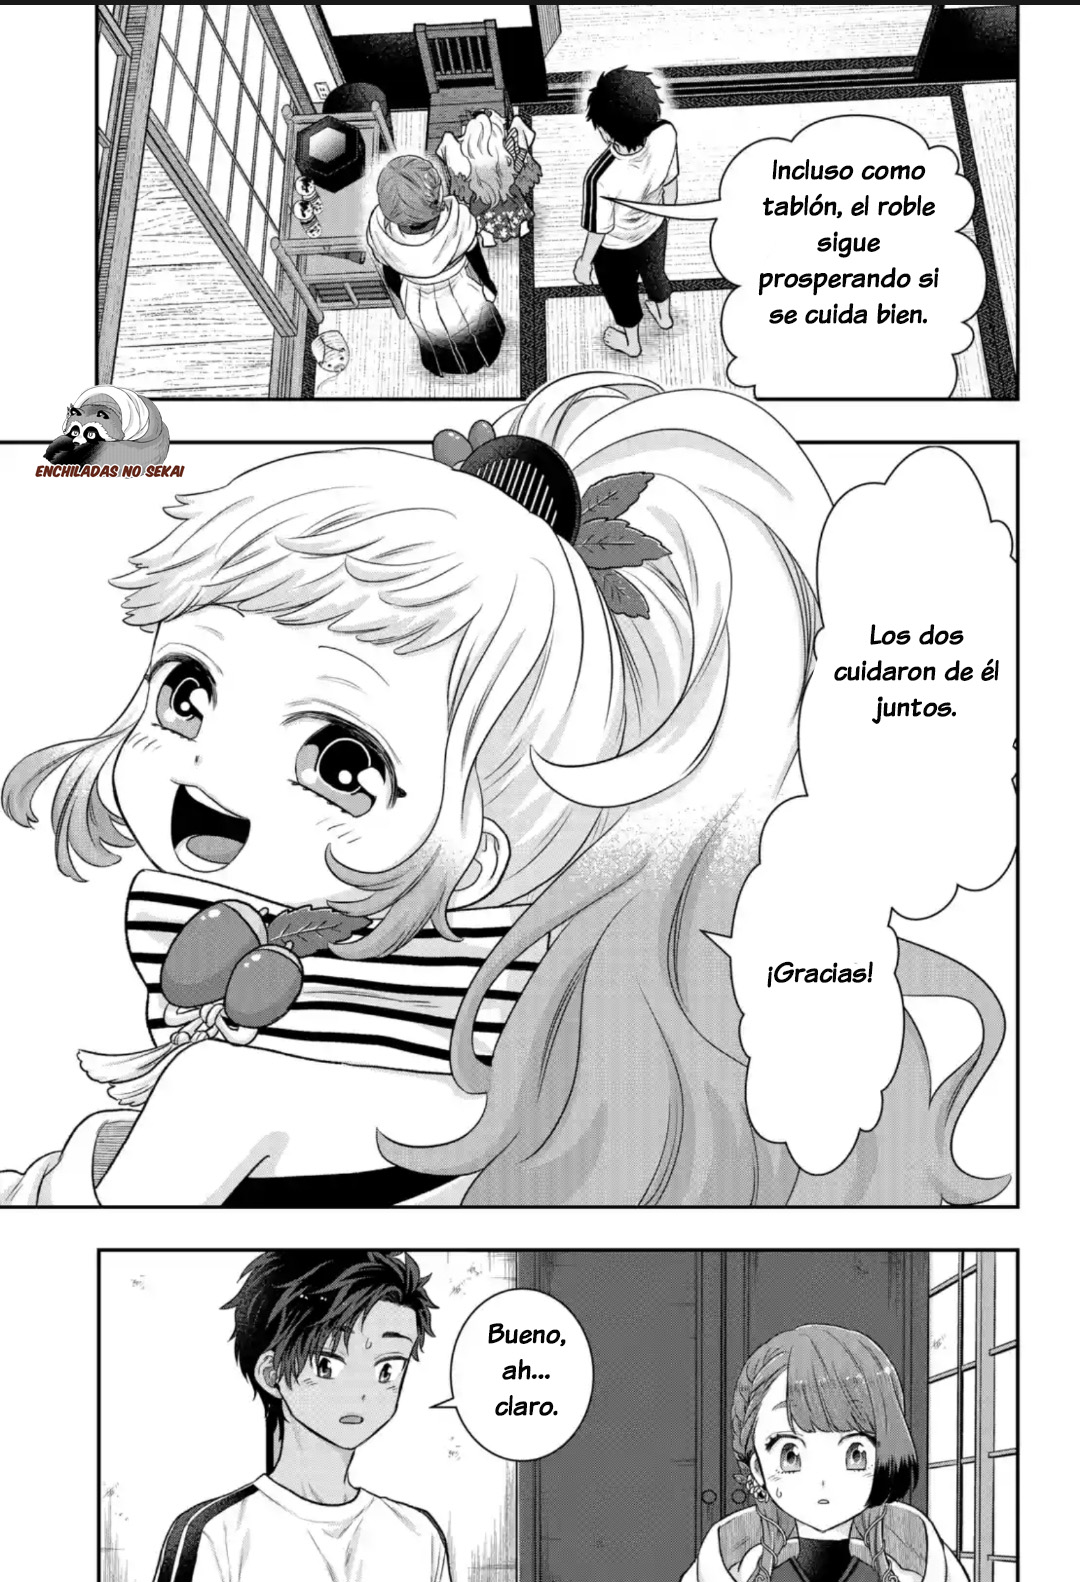 Incluso como
tablón, el roble
sigue
prosperando si
se cuida bien.
ENCHILADAS NO SEKAI
Los dos
cuidaron de él
juntos.
¡Gracias!
Bueno,
ah...
claro.